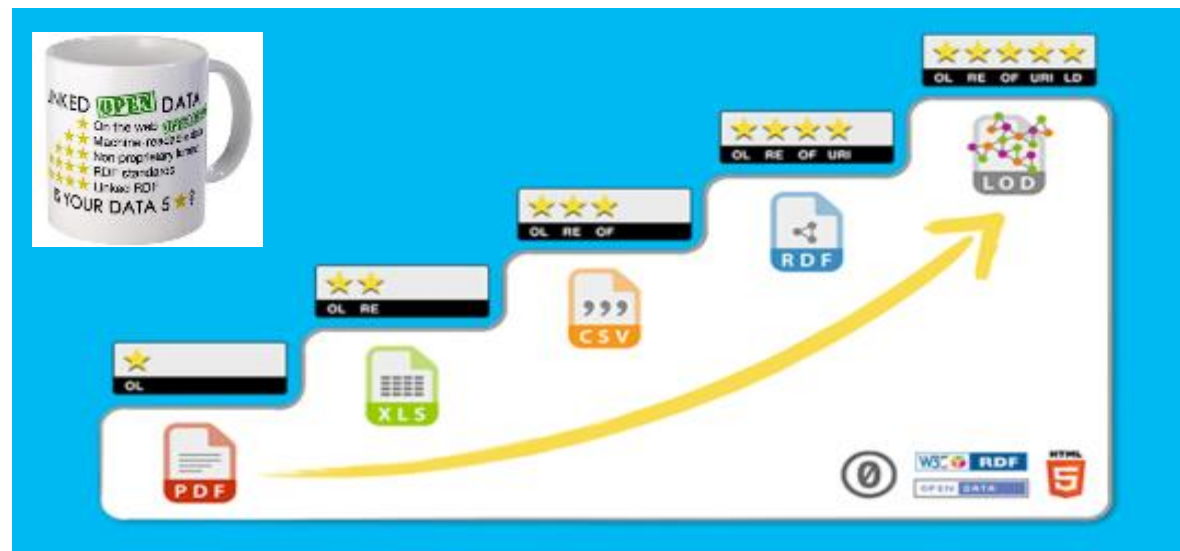 INKED OPEN DATA
On the web
Machine-readable data
Non proprietary format
RDF standards
Linked RDF
IS YOUR DATA 5 ?
OL
PDF
OL RE
XLS
OL RE OF
,,,
CSV
OL RE OF URI
RDF
OL RE OF URI LD
LOD
0
W3C RDF
OPEN DATA
HTML
5